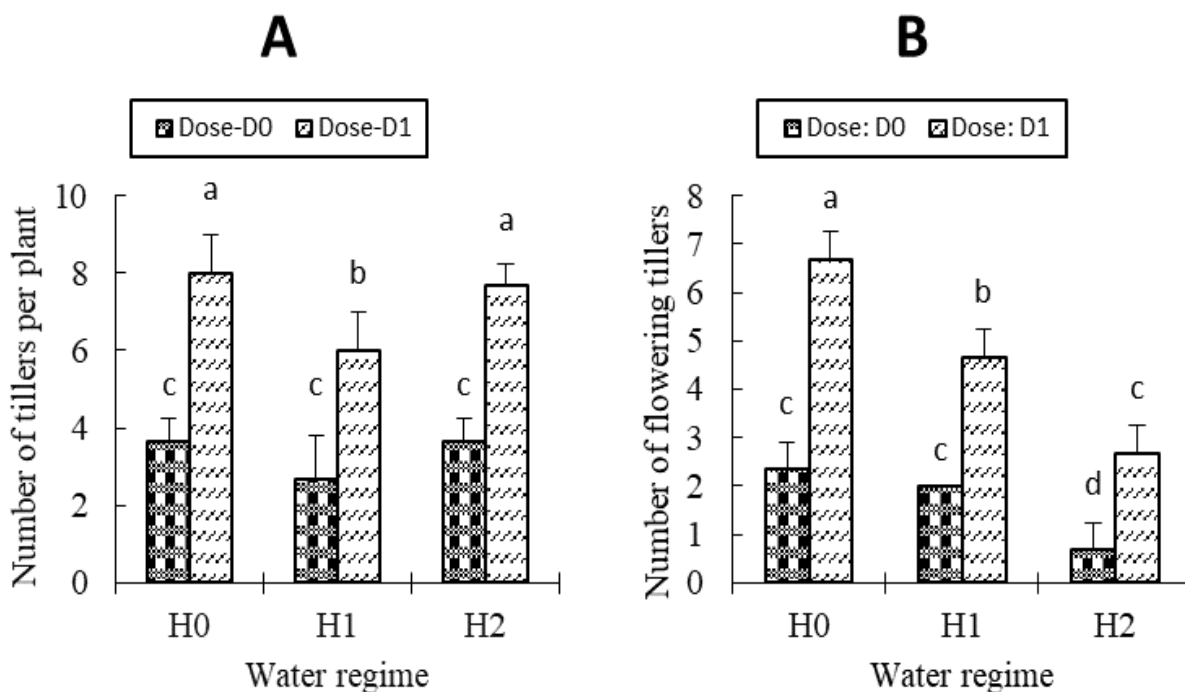 A
Dose-D0 Dose-D1
Number of tillers per plant
10
8
6
4
2
0
c
a
c
b
c
a
H0 H1 H2
Water regime
B
Dose: D0 Dose: D1
Number of flowering tillers
8
7
6
5
4
3
2
1
0
c
a
c
b
d
c
H0 H1 H2
Water regime